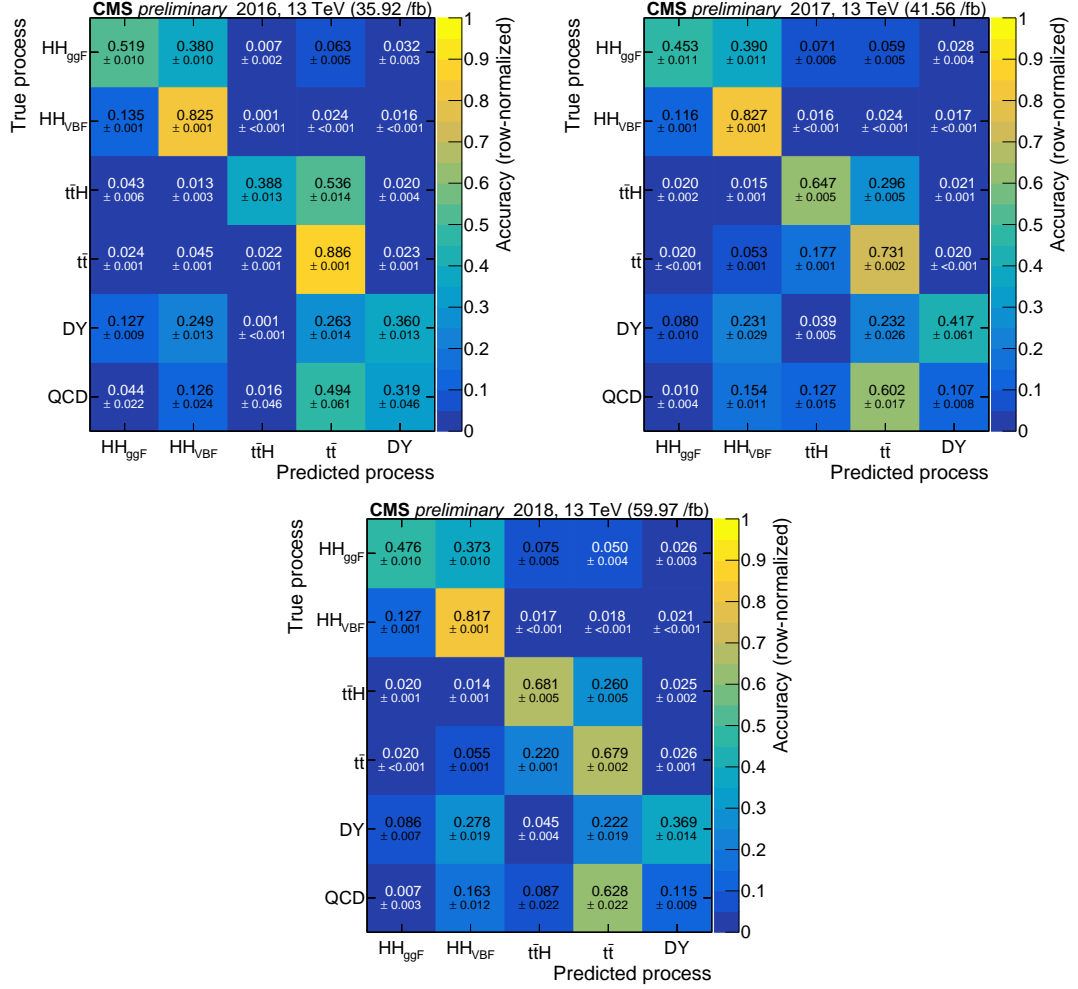 CMS preliminary 2016, 13 TeV (35.92 /fb)
True process
HH_ggF 0.519 ± 0.010 0.380 ± 0.010 0.007 ± 0.002 0.063 ± 0.005 0.032 ± 0.003
HH_VBF 0.135 ± 0.001 0.825 ± 0.001 0.001 ± <0.001 0.024 ± <0.001 0.016 ± <0.001
tt̄H 0.043 ± 0.006 0.013 ± 0.003 0.388 ± 0.013 0.536 ± 0.014 0.020 ± 0.004
tt̄ 0.024 ± 0.001 0.045 ± 0.001 0.022 ± 0.001 0.886 ± 0.001 0.023 ± 0.001
DY 0.127 ± 0.009 0.249 ± 0.013 0.001 ± <0.001 0.263 ± 0.014 0.360 ± 0.013
QCD 0.044 ± 0.022 0.126 ± 0.024 0.016 ± 0.046 0.494 ± 0.061 0.319 ± 0.046
HH_ggF HH_VBF tt̄H tt̄ DY
Predicted process
1 0.9 0.8 0.7 0.6 0.5 0.4 0.3 0.2 0.1 0
Accuracy (row-normalized)
CMS preliminary 2017, 13 TeV (41.56 /fb)
True process
HH_ggF 0.453 ± 0.011 0.390 ± 0.011 0.071 ± 0.006 0.059 ± 0.005 0.028 ± 0.004
HH_VBF 0.116 ± 0.001 0.827 ± 0.001 0.016 ± <0.001 0.024 ± <0.001 0.017 ± <0.001
tt̄H 0.020 ± 0.002 0.015 ± 0.001 0.647 ± 0.005 0.296 ± 0.005 0.021 ± 0.001
tt̄ 0.020 ± <0.001 0.053 ± 0.001 0.177 ± 0.001 0.731 ± 0.002 0.020 ± <0.001
DY 0.080 ± 0.010 0.231 ± 0.029 0.039 ± 0.005 0.232 ± 0.026 0.417 ± 0.061
QCD 0.010 ± 0.004 0.154 ± 0.011 0.127 ± 0.015 0.602 ± 0.017 0.107 ± 0.008
HH_ggF HH_VBF tt̄H tt̄ DY
Predicted process
1 0.9 0.8 0.7 0.6 0.5 0.4 0.3 0.2 0.1 0
Accuracy (row-normalized)
CMS preliminary 2018, 13 TeV (59.97 /fb)
True process
HH_ggF 0.476 ± 0.010 0.373 ± 0.010 0.075 ± 0.005 0.050 ± 0.004 0.026 ± 0.003
HH_VBF 0.127 ± 0.001 0.817 ± 0.001 0.017 ± <0.001 0.018 ± <0.001 0.021 ± <0.001
tt̄H 0.020 ± 0.001 0.014 ± 0.001 0.681 ± 0.005 0.260 ± 0.005 0.025 ± 0.002
tt̄ 0.020 ± <0.001 0.055 ± 0.001 0.220 ± 0.001 0.679 ± 0.002 0.026 ± 0.001
DY 0.086 ± 0.007 0.278 ± 0.019 0.045 ± 0.004 0.222 ± 0.019 0.369 ± 0.014
QCD 0.007 ± 0.003 0.163 ± 0.012 0.087 ± 0.022 0.628 ± 0.022 0.115 ± 0.009
HH_ggF HH_VBF tt̄H tt̄ DY
Predicted process
1 0.9 0.8 0.7 0.6 0.5 0.4 0.3 0.2 0.1 0
Accuracy (row-normalized)